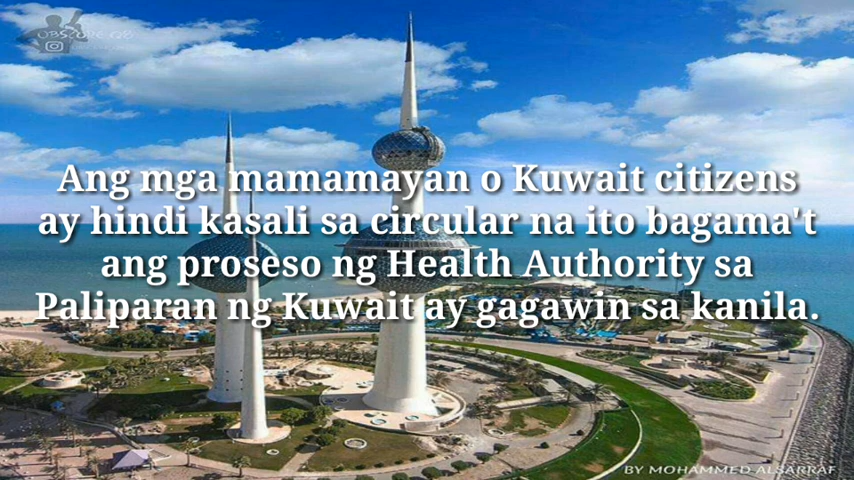 Ang mga mamamayan o Kuwait citizens
ay hindi kasali sa circular na ito bagama't
ang proseso ng Health Authority sa
Paliparan ng Kuwait ay gagawin sa kanila.
BY MOHAMMED ALSARRAF